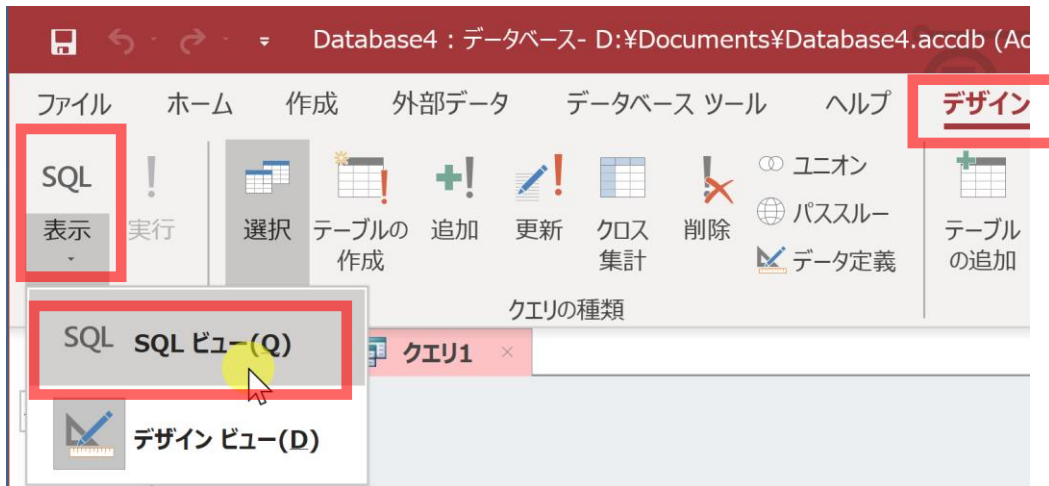 Database4 : データベース- D:¥Documents¥Database4.accdb (Ac
ファイル ホーム 作成 外部データ データベース ツール ヘルプ デザイン
SQL
表示
実行
選択
テーブルの
作成
追加
更新
クロス
集計
削除
ユニオン
パススルー
データ定義
テーブル
の追加
クエリの種類
SQL SQL ビュー(Q)
クエリ1
デザイン ビュー(D)